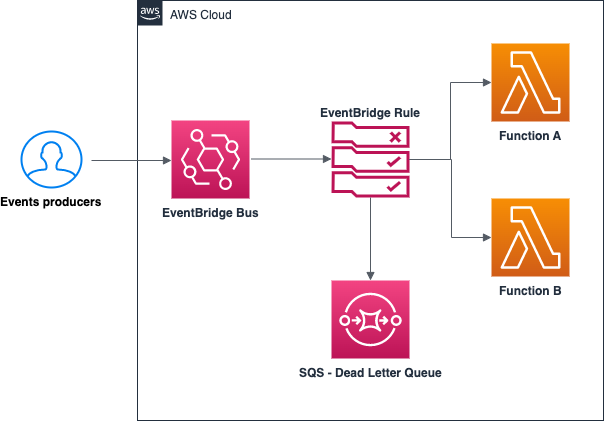 aws
AWS Cloud
EventBridge Rule
Function A
Events producers
EventBridge Bus
Function B
SQS - Dead Letter Queue